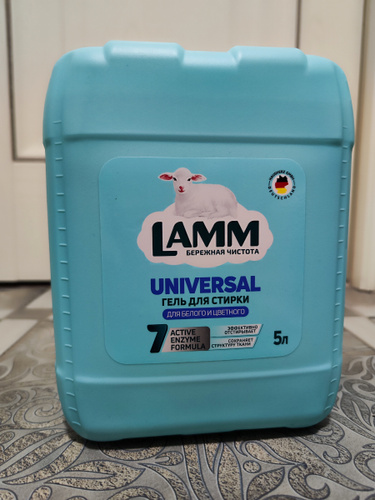 LAMM
БЕРЕЖНАЯ ЧИСТОТА
UNIVERSAL
ГЕЛЬ ДЛЯ СТИРКИ
ДЛЯ БЕЛОГО И ЦВЕТНОГО
7 ACTIVE
ENZYME
FORMULA
ЭФФЕКТИВНО
ОТСТИРЫВАЕТ
СОХРАНЯЕТ
СТРУКТУРУ ТКАНИ
5л